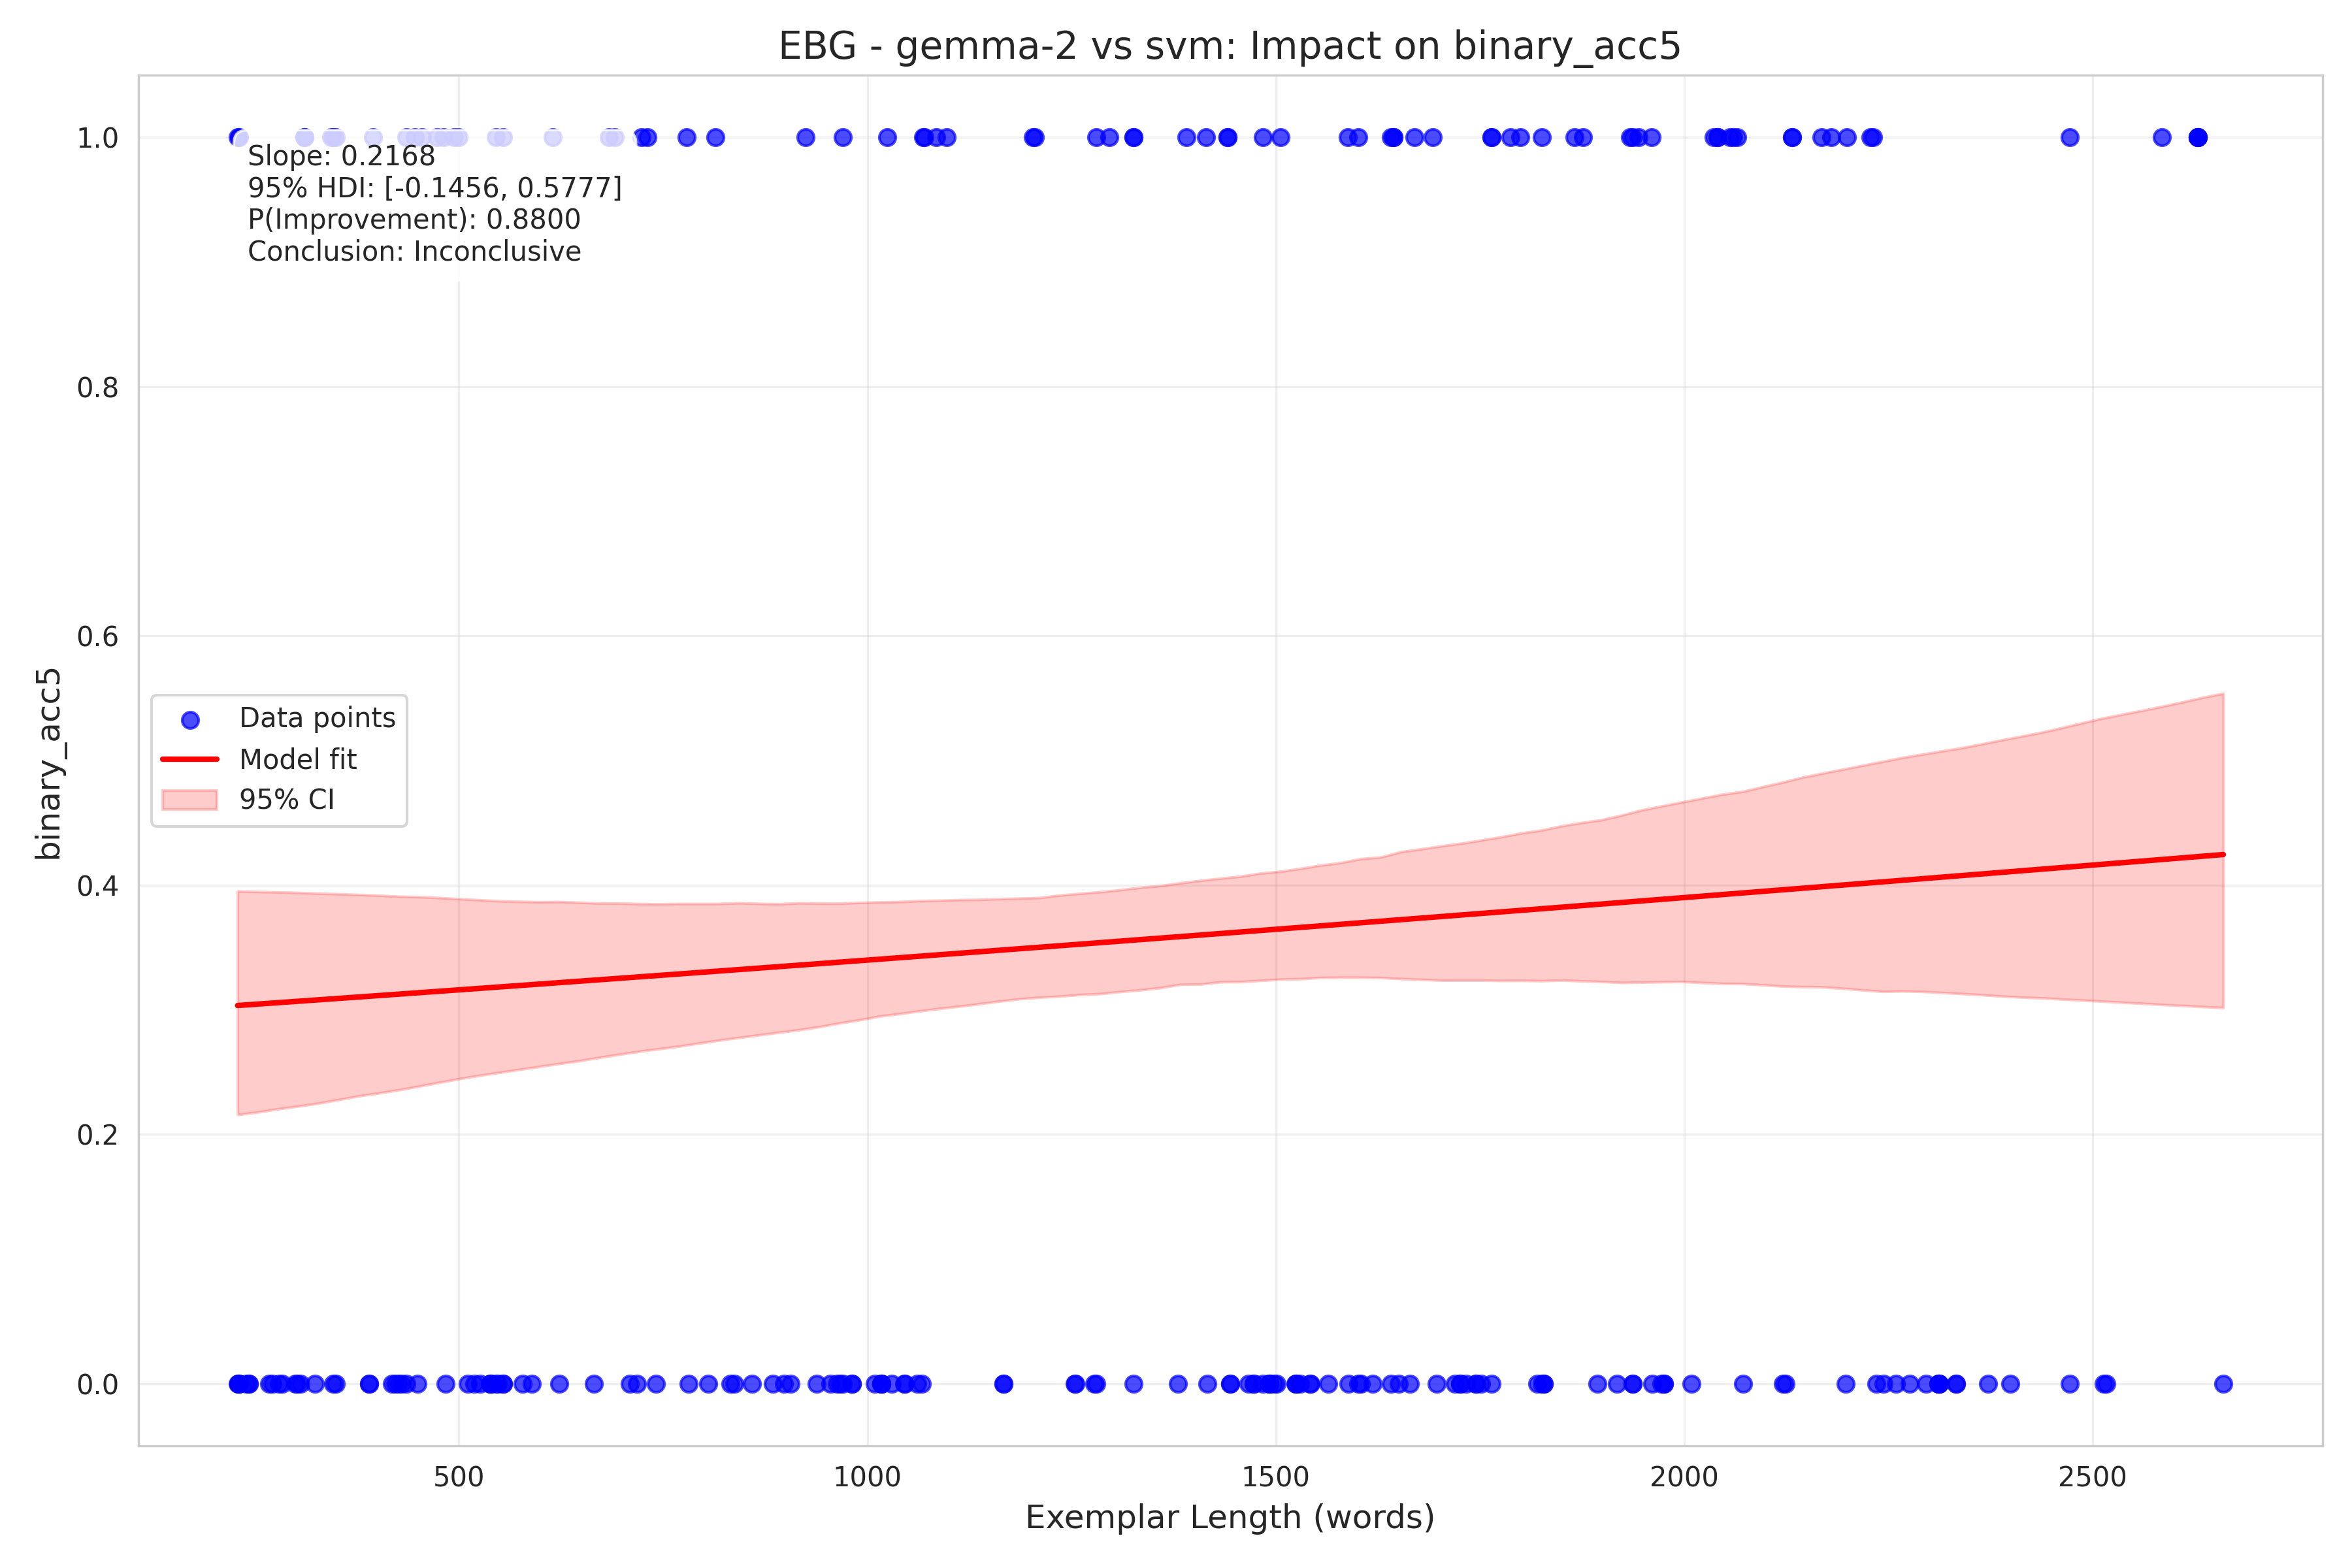 EBG - gemma-2 vs svm: Impact on binary_acc5
1.0
0.8
0.6
0.4
0.2
0.0
binary_acc5
Slope: 0.2168
95% HDI: [-0.1456, 0.5777]
P(Improvement): 0.8800
Conclusion: Inconclusive
Data points
Model fit
95% CI
500 1000 1500 2000 2500
Exemplar Length (words)